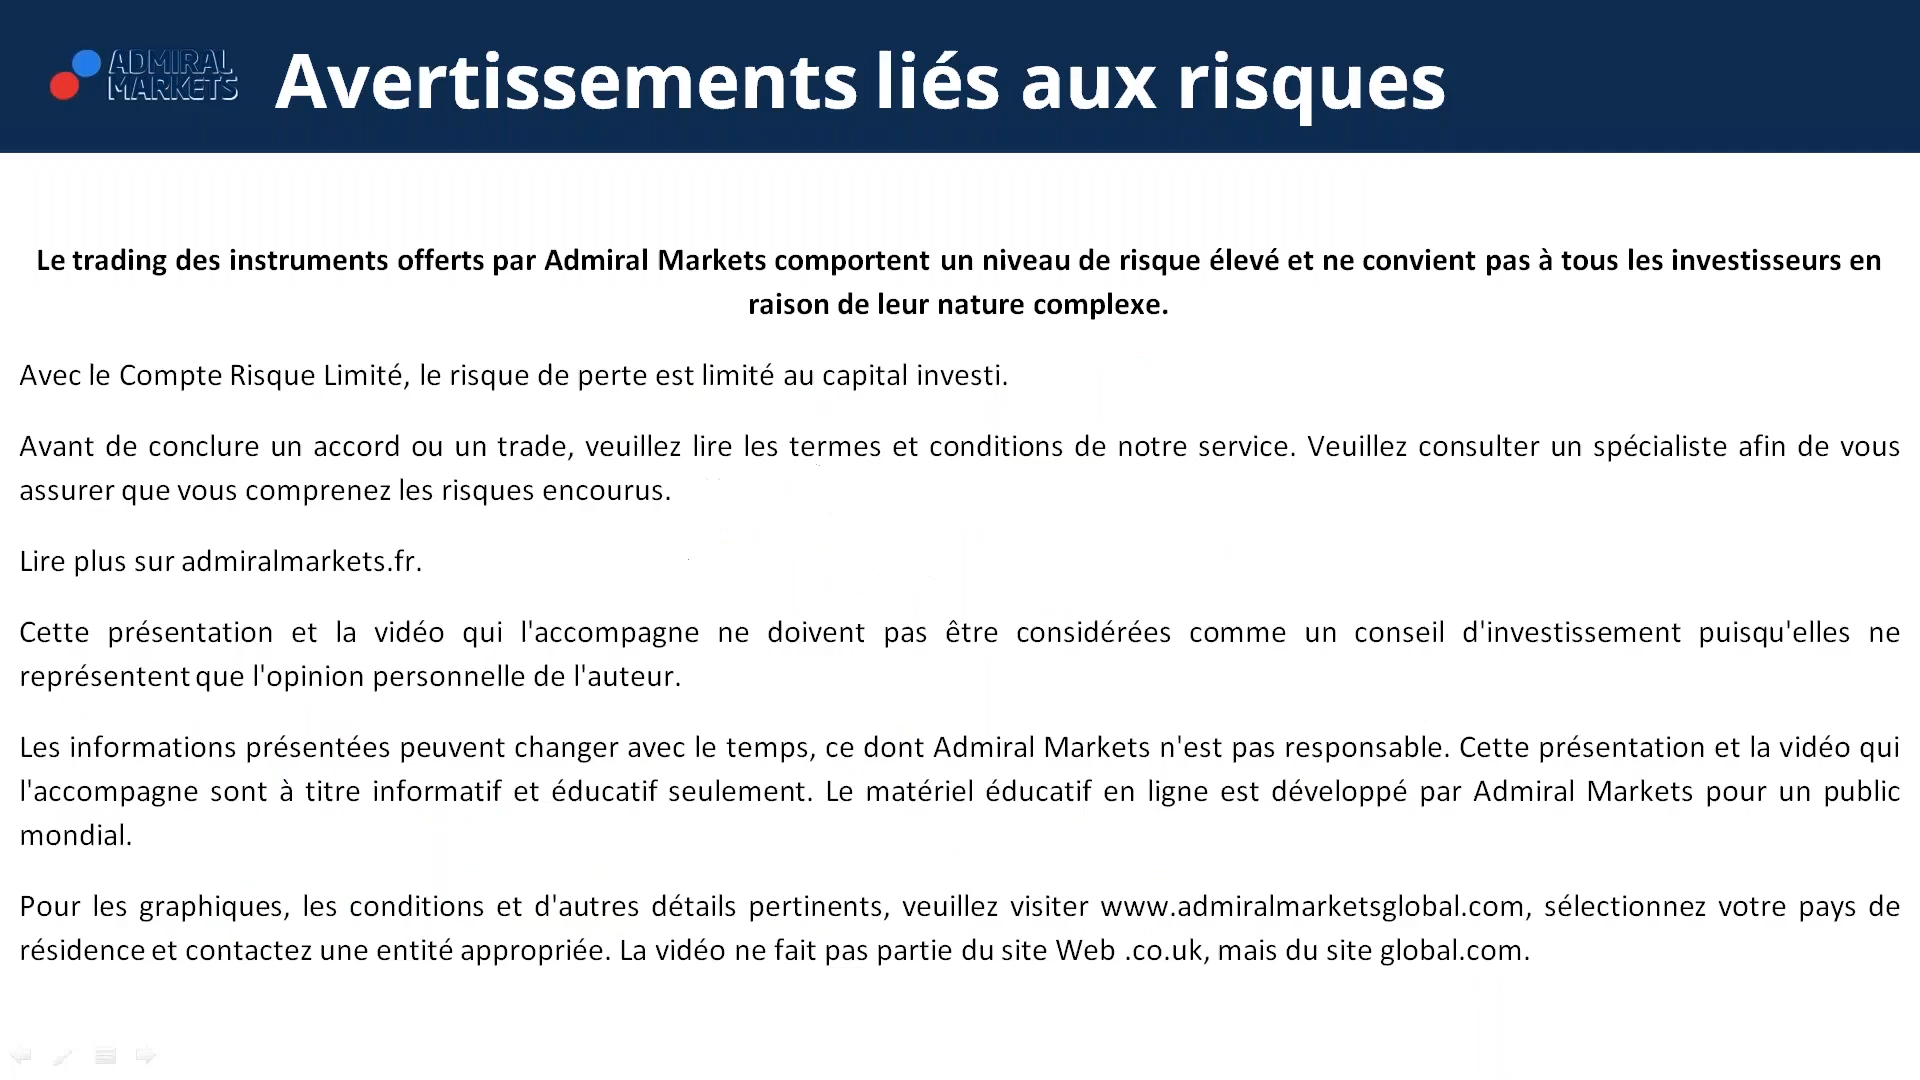 ADMIRAL
MARKETS
Avertissements liés aux risques
Le trading des instruments offerts par Admiral Markets comportent un niveau de risque élevé et ne convient pas à tous les investisseurs en
raison de leur nature complexe.
Avec le Compte Risque Limité, le risque de perte est limité au capital investi.
Avant de conclure un accord ou un trade, veuillez lire les termes et conditions de notre service. Veuillez consulter un spécialiste afin de vous
assurer que vous comprenez les risques encourus.
Lire plus sur admiralmarkets.fr.
Cette présentation et la vidéo qui l'accompagne ne doivent pas être considérées comme un conseil d'investissement puisqu'elles ne
représentent que l'opinion personnelle de l'auteur.
Les informations présentées peuvent changer avec le temps, ce dont Admiral Markets n'est pas responsable. Cette présentation et la vidéo qui
l'accompagne sont à titre informatif et éducatif seulement. Le matériel éducatif en ligne est développé par Admiral Markets pour un public
mondial.
Pour les graphiques, les conditions et d'autres détails pertinents, veuillez visiter www.admiralmarketsglobal.com, sélectionnez votre pays de
résidence et contactez une entité appropriée. La vidéo ne fait pas partie du site Web .co.uk, mais du site global.com.